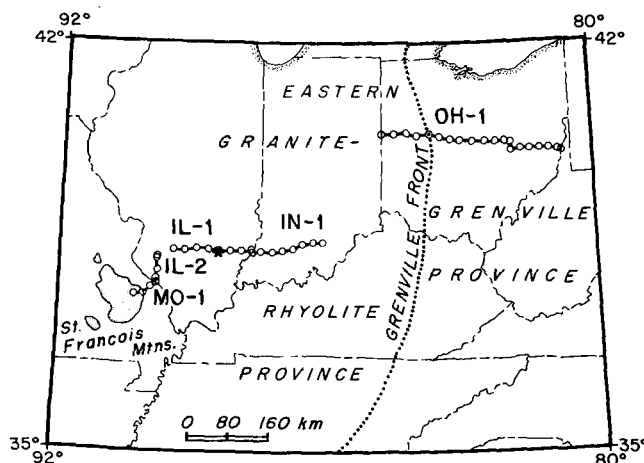 92°
80°
42°
42°
EASTERN
OH-1
GRANITE-
GRENVILLE FRONT
GRENVILLE
IL-1
IN-1
IL-2
PROVINCE
MO-1
RHYOLITE
St.
Francois Mtns.
PROVINCE
0 80 160 km
35°
35°
92°
80°